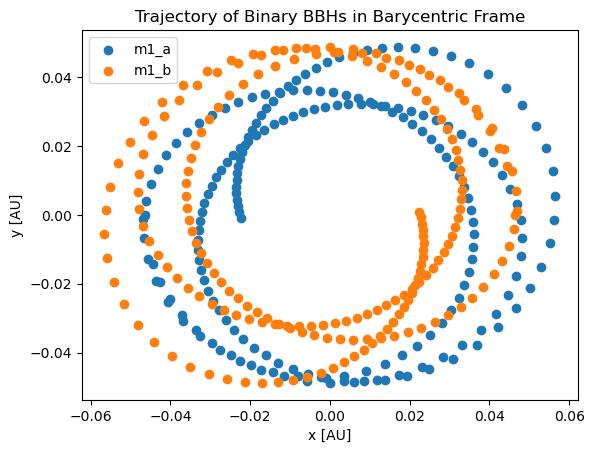 Trajectory of Binary BBHs in Barycentric Frame
m1_a
m1_b
0.04
0.02
0.00
−0.02
−0.04
y [AU]
−0.06 −0.04 −0.02 0.00 0.02 0.04 0.06
x [AU]